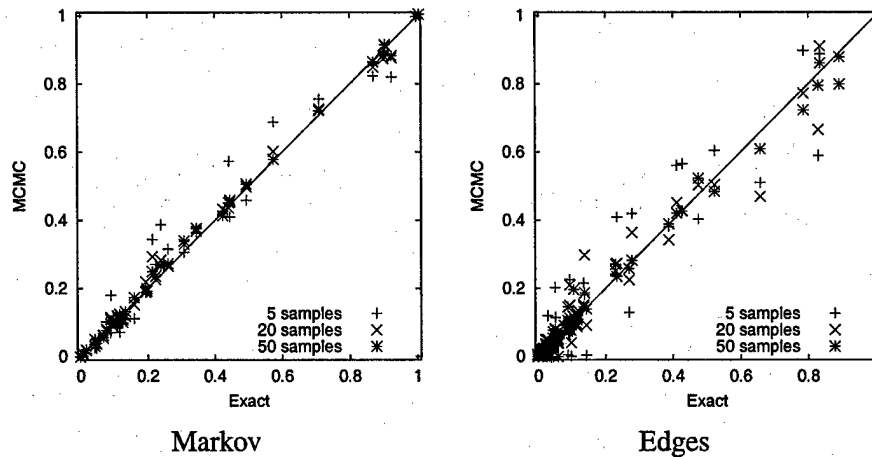 1
0.8
0.6
0.4
0.2
0
MCMC
5 samples
20 samples
50 samples
0 0.2 0.4 0.6 0.8 1
Exact
Markov
1
0.8
0.6
0.4
0.2
0
MCMC
5 samples
20 samples
50 samples
0 0.2 0.4 0.6 0.8
Exact
Edges